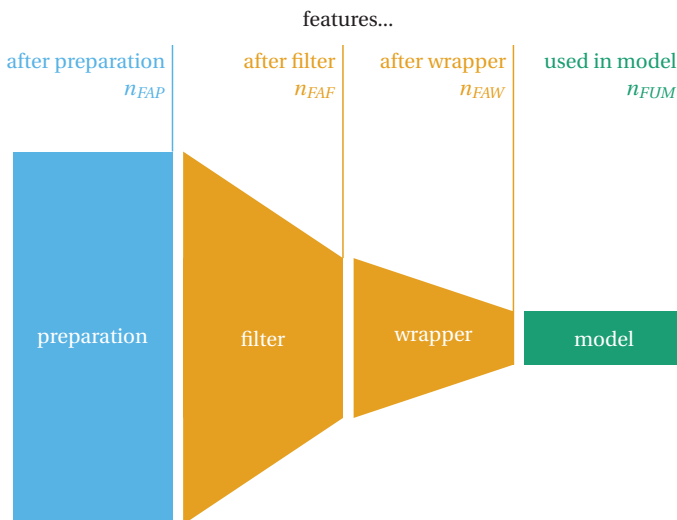 features...
after preparation
n_FAP
after filter
n_FAF
after wrapper
n_FAW
used in model
n_FUM
preparation
filter
wrapper
model